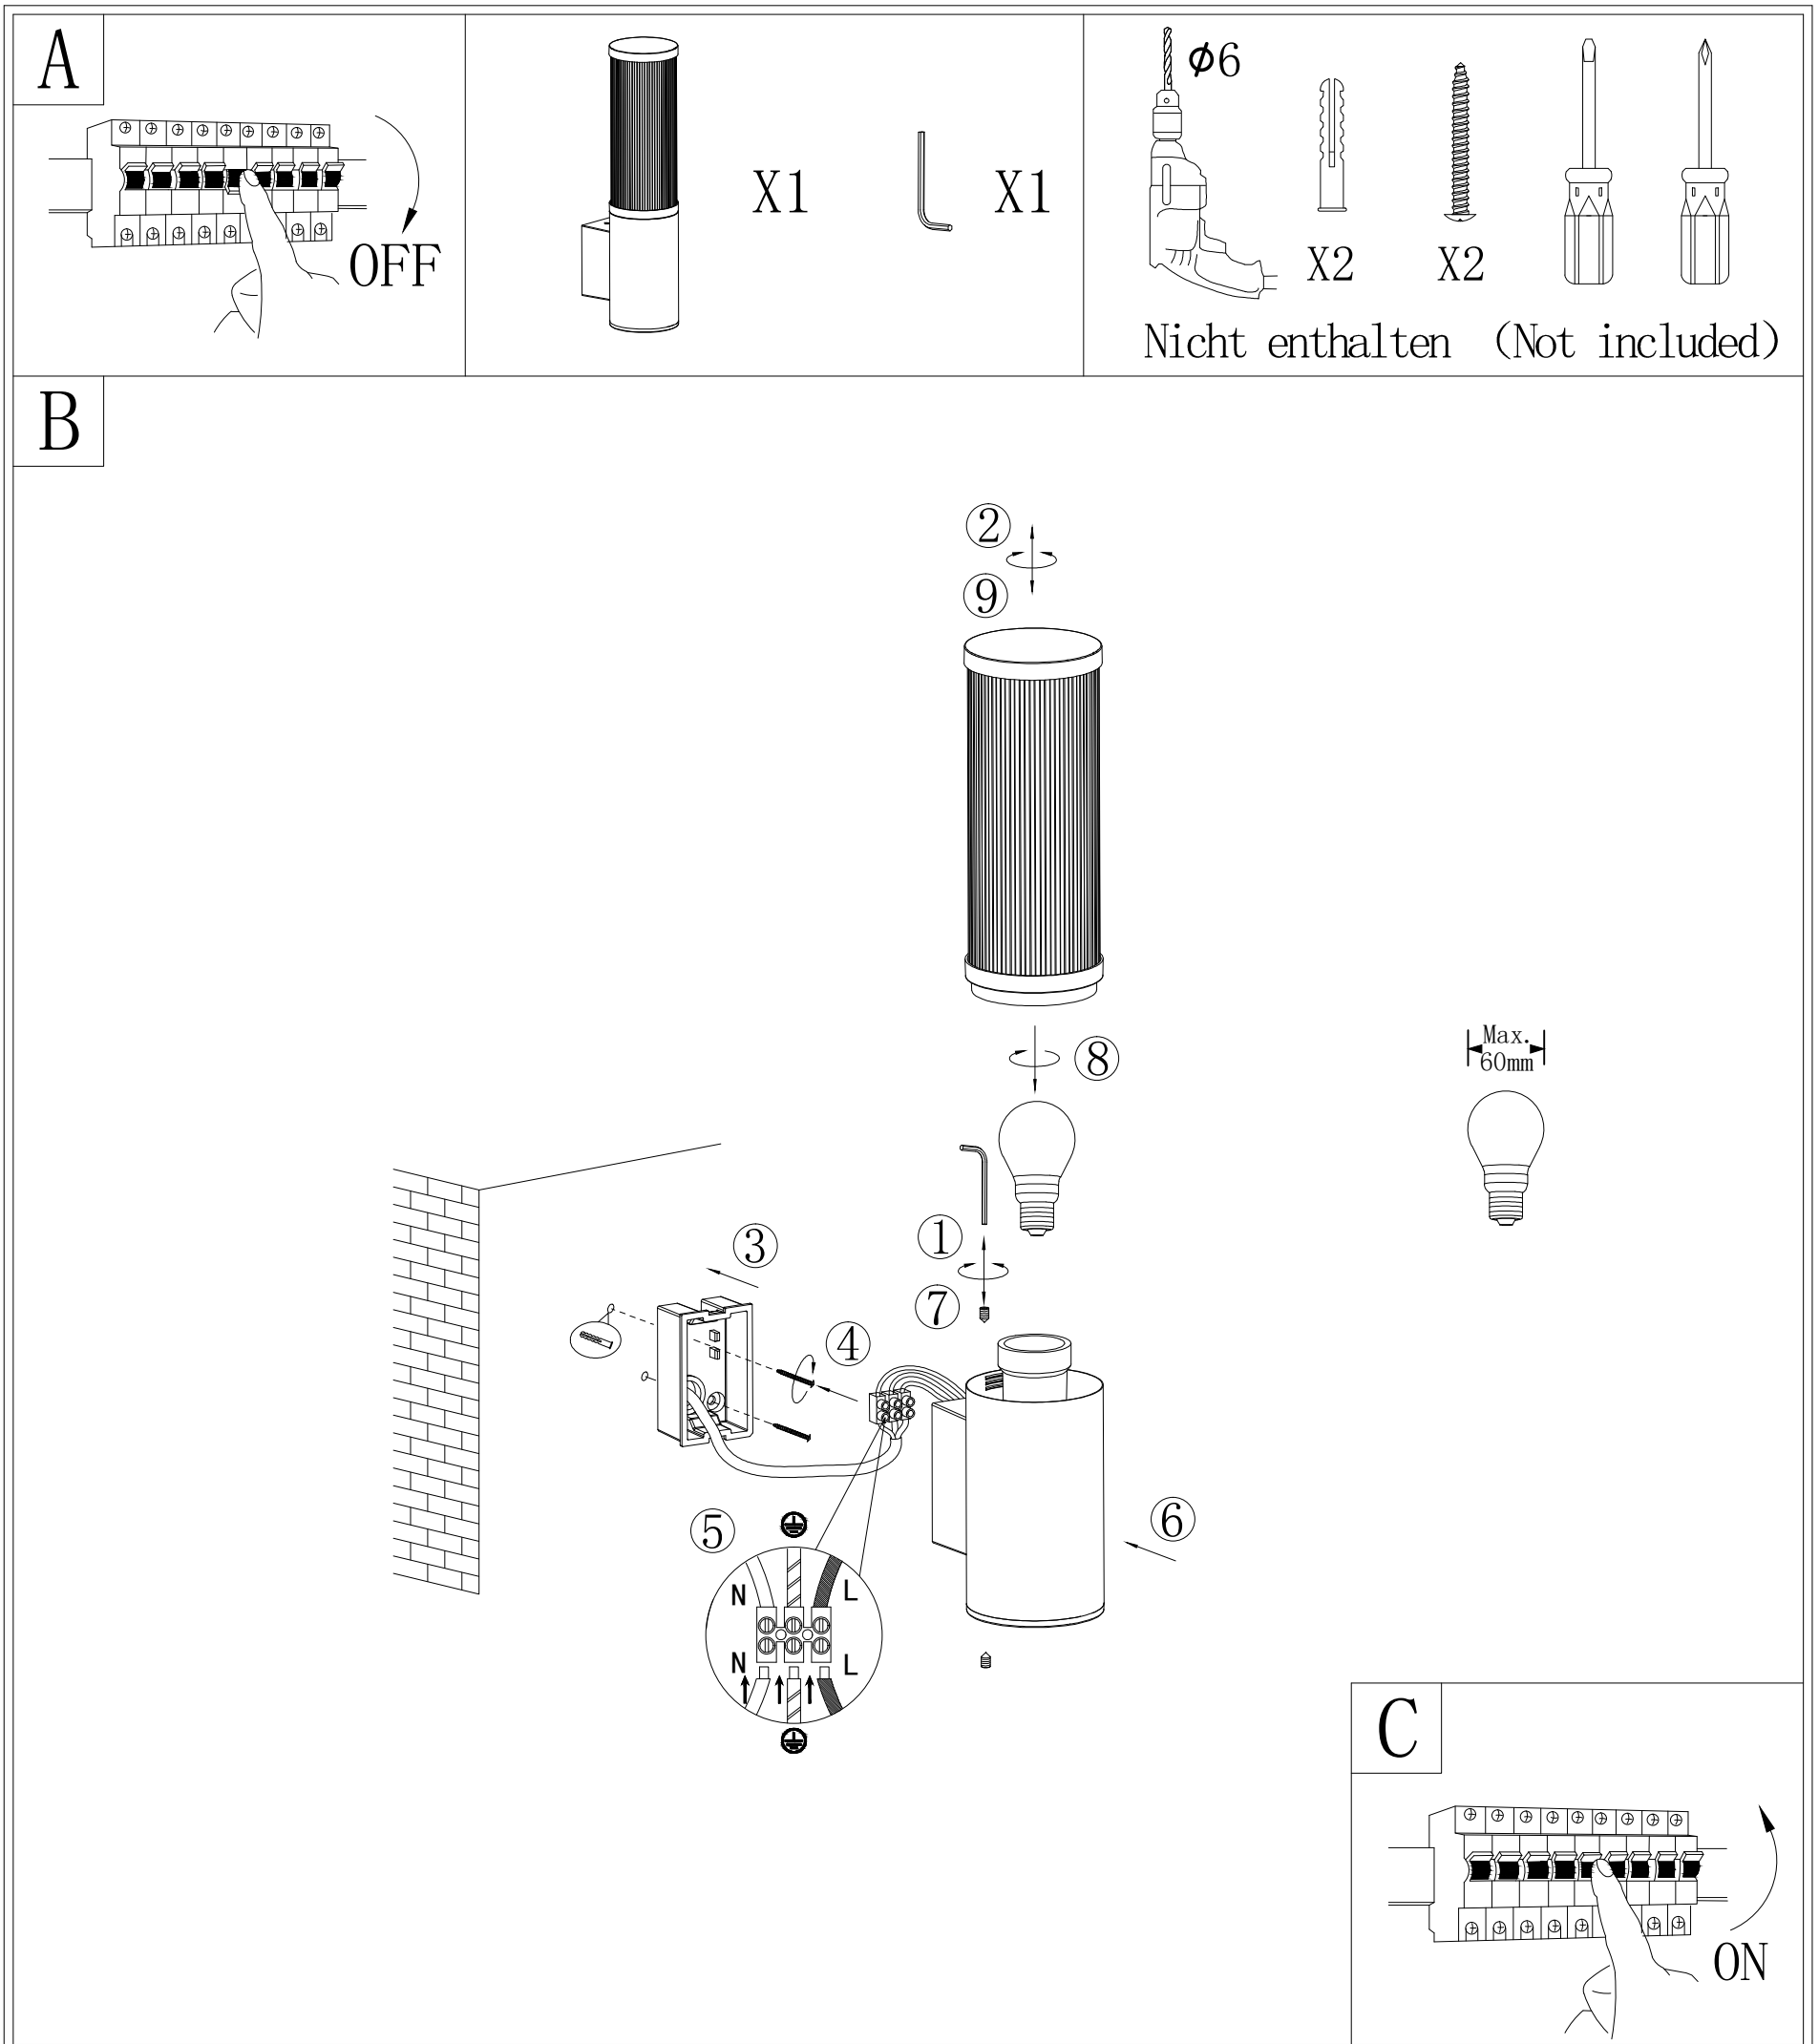 A
OFF
X1
X1
ϕ6
X2
X2
Nicht enthalten (Not included)
B
②
⑨
⑧
Max.
60mm
①
③
⑦
④
⑤
⑥
N
L
N
L
C
ON